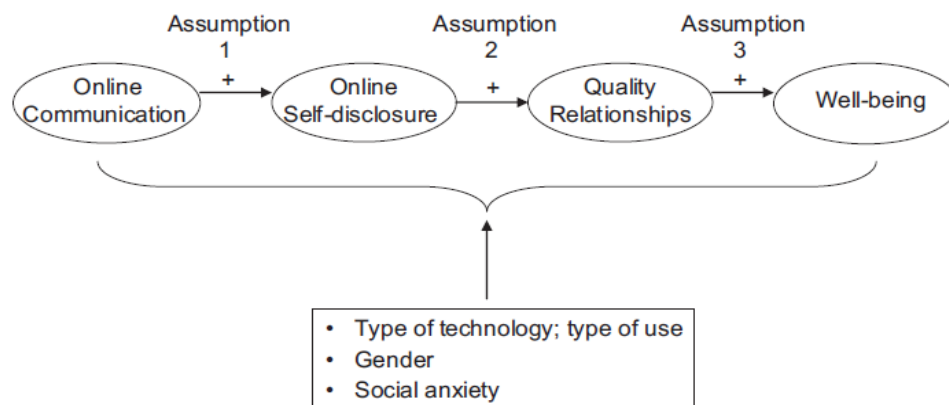 Assumption
1
Assumption
2
Assumption
3
+
+
+
Online
Communication
Online
Self-disclosure
Quality
Relationships
Well-being
• Type of technology; type of use
• Gender
• Social anxiety